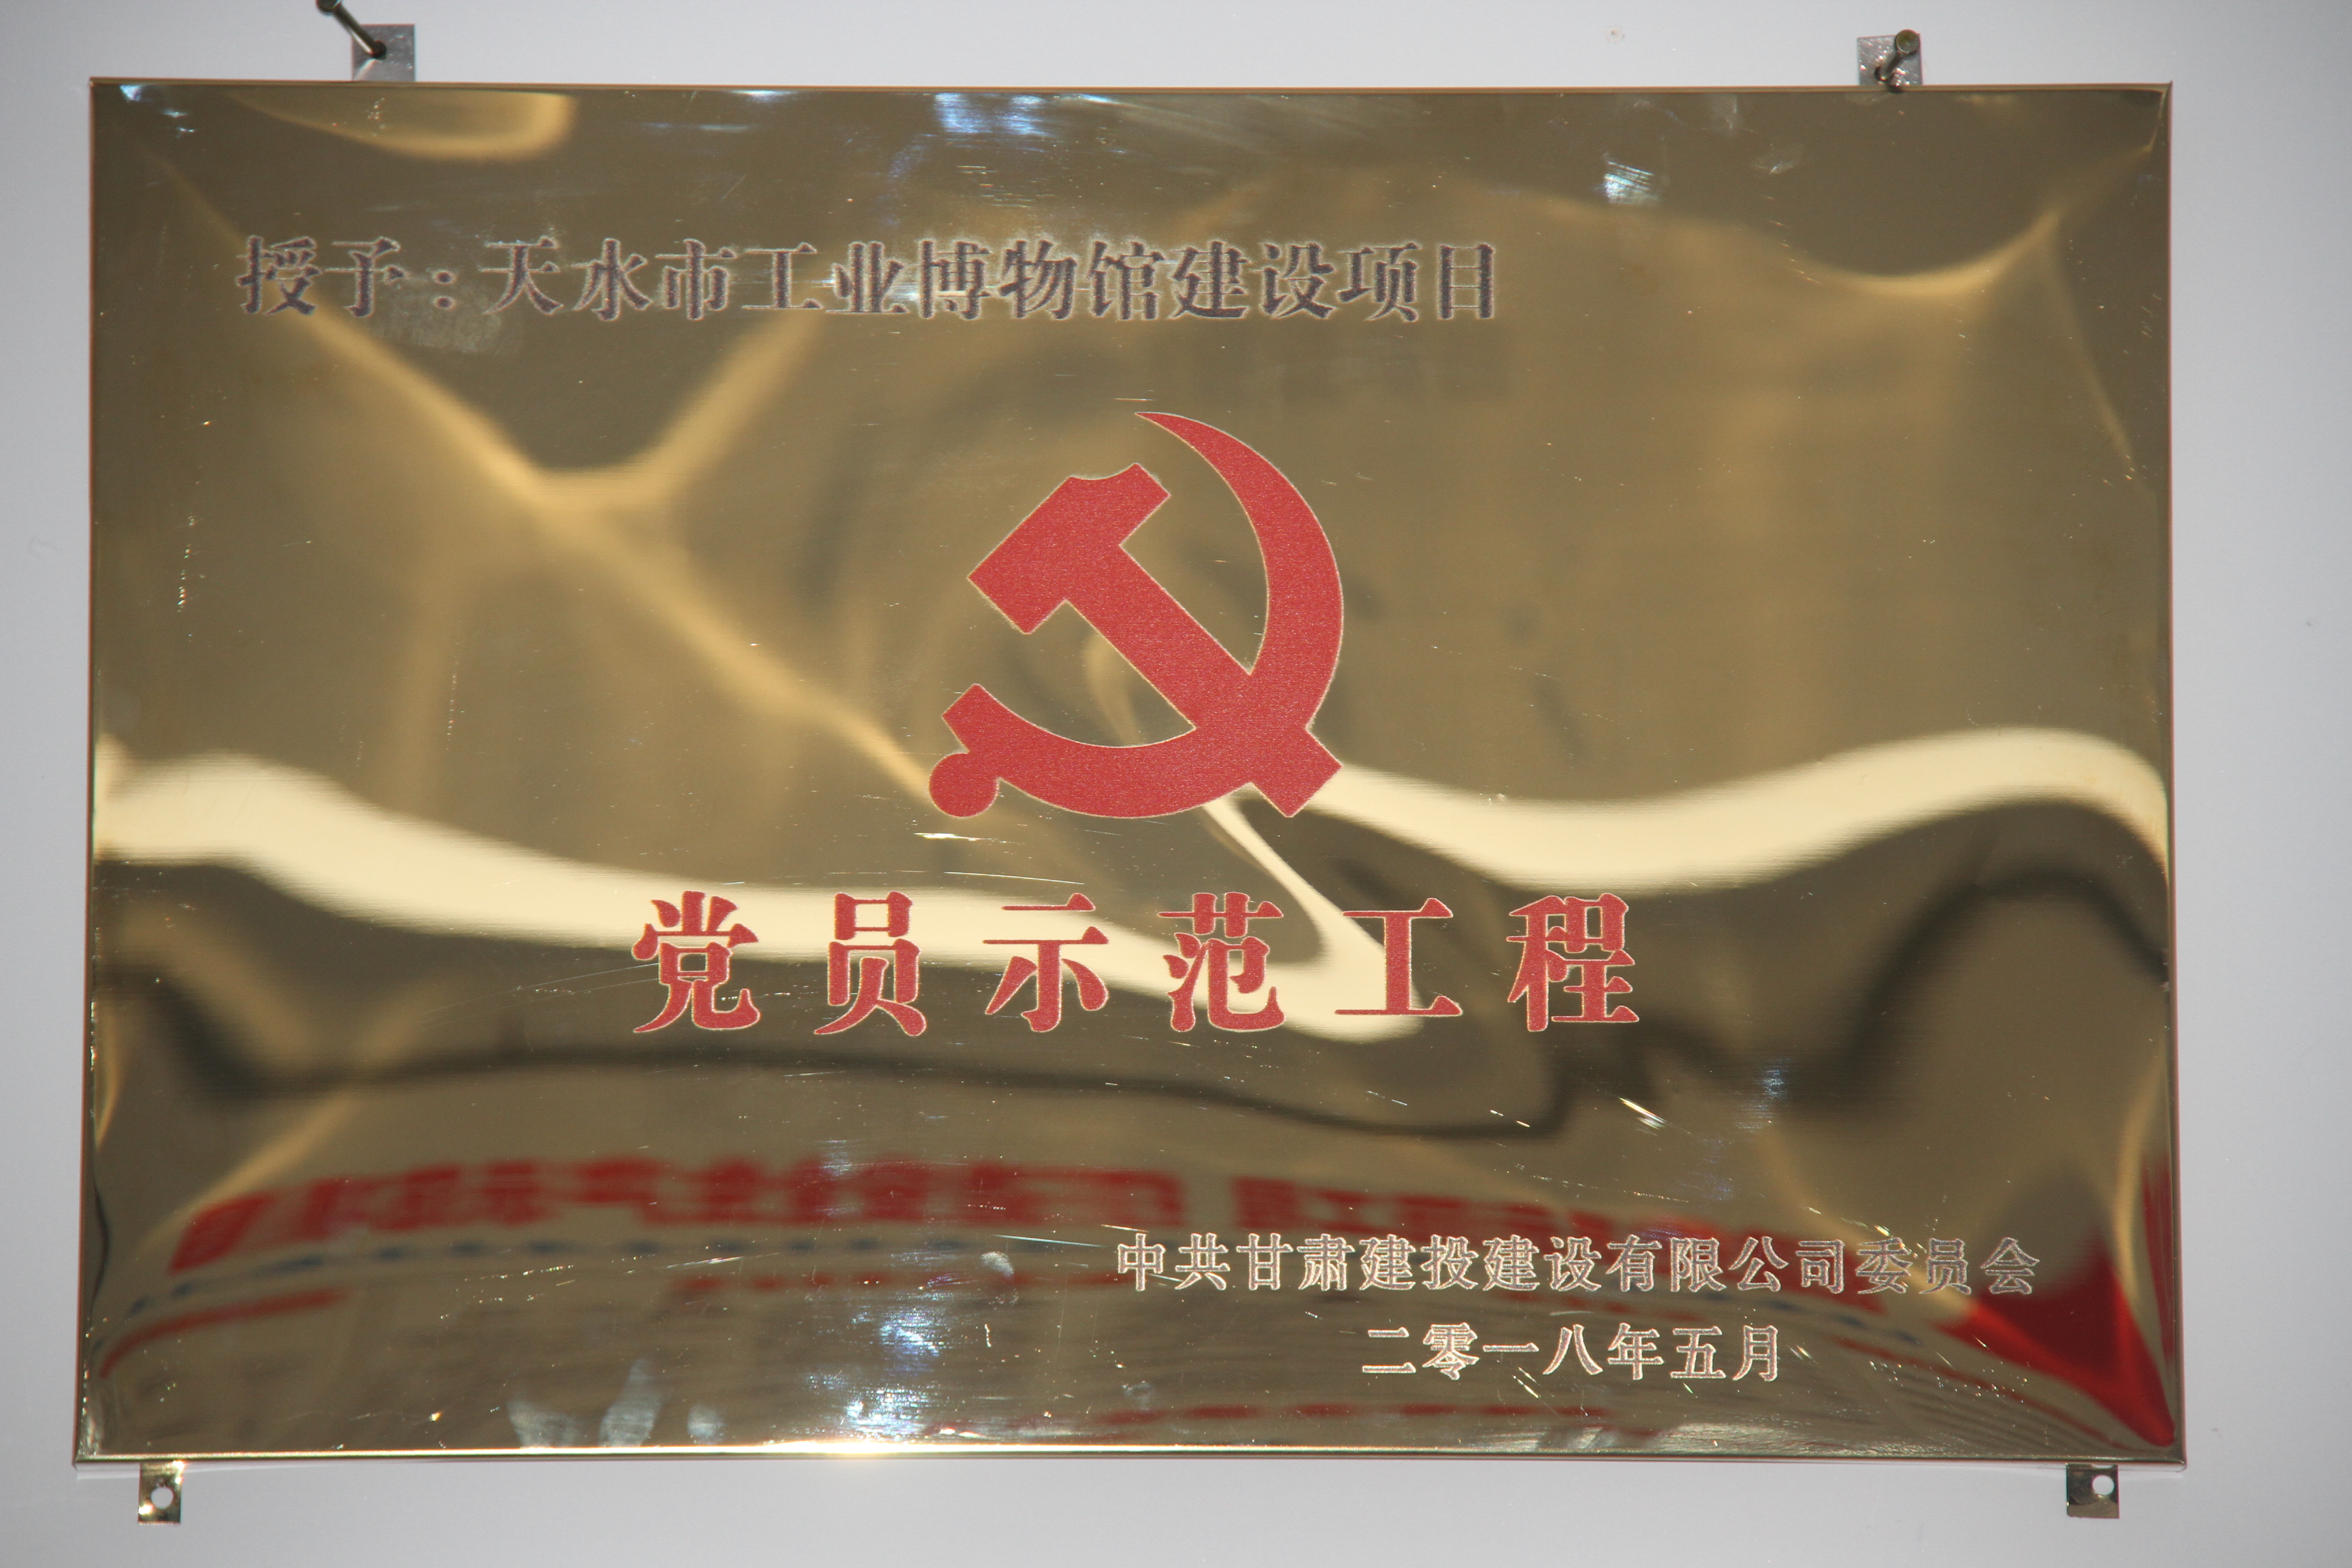 授予：天水市工业博物馆建设项目
党员示范工程
中共甘肃建投建设有限公司委员会
二零一八年五月